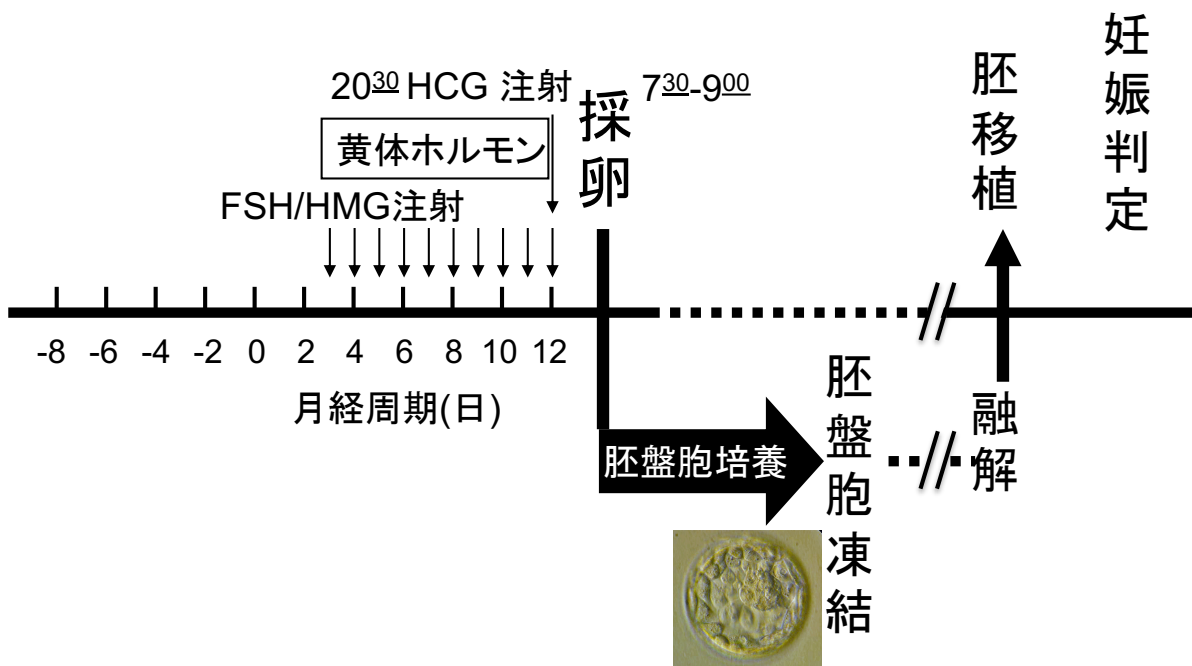 妊娠判定
胚移植
20³⁰ HCG 注射
採卵
7³⁰-9⁰⁰
黄体ホルモン
FSH/HMG注射
-8 -6 -4 -2 0 2 4 6 8 10 12
月経周期(日)
胚盤胞培養
胚盤胞凍結
融解